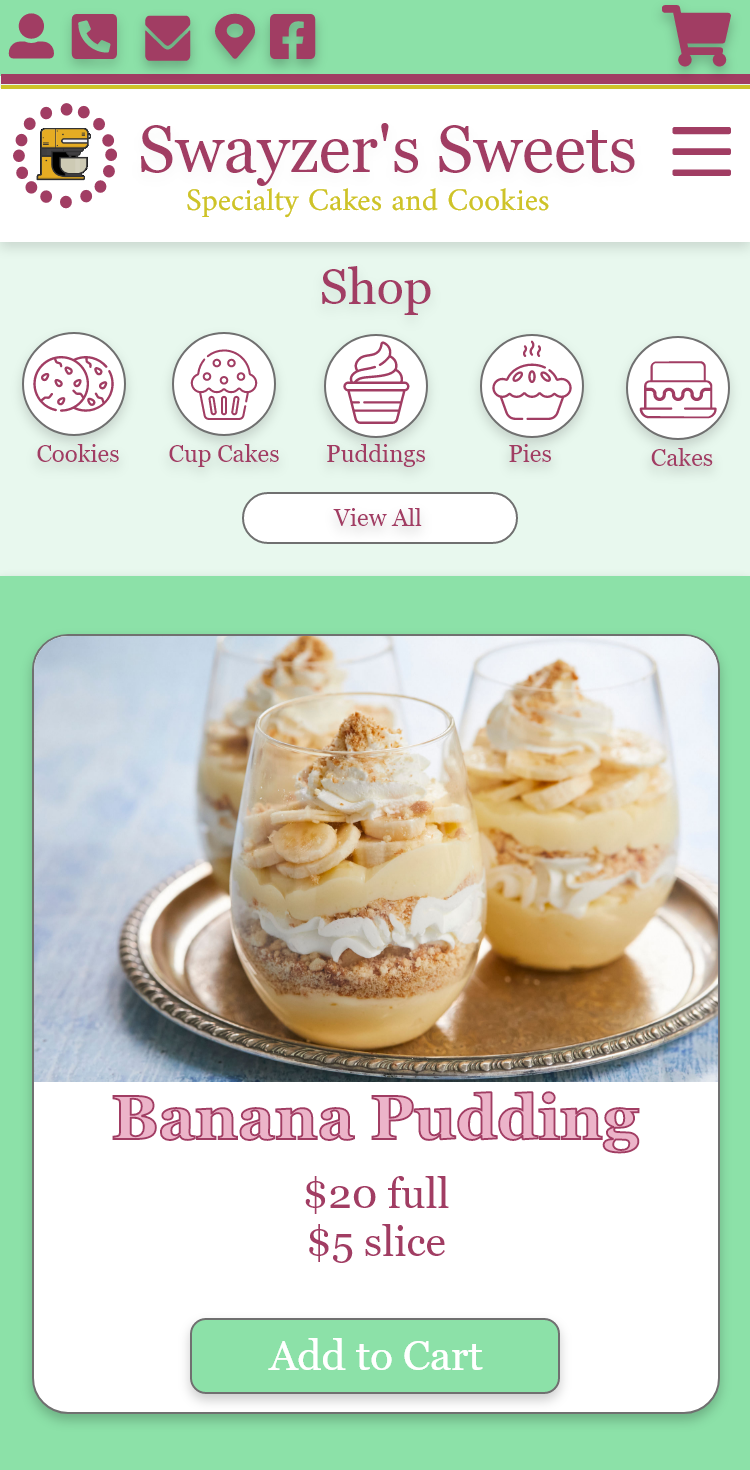 Swayzer's Sweets
Specialty Cakes and Cookies
Shop
Cookies
Cup Cakes
Puddings
Pies
Cakes
View All
Banana Pudding
$20 full
$5 slice
Add to Cart